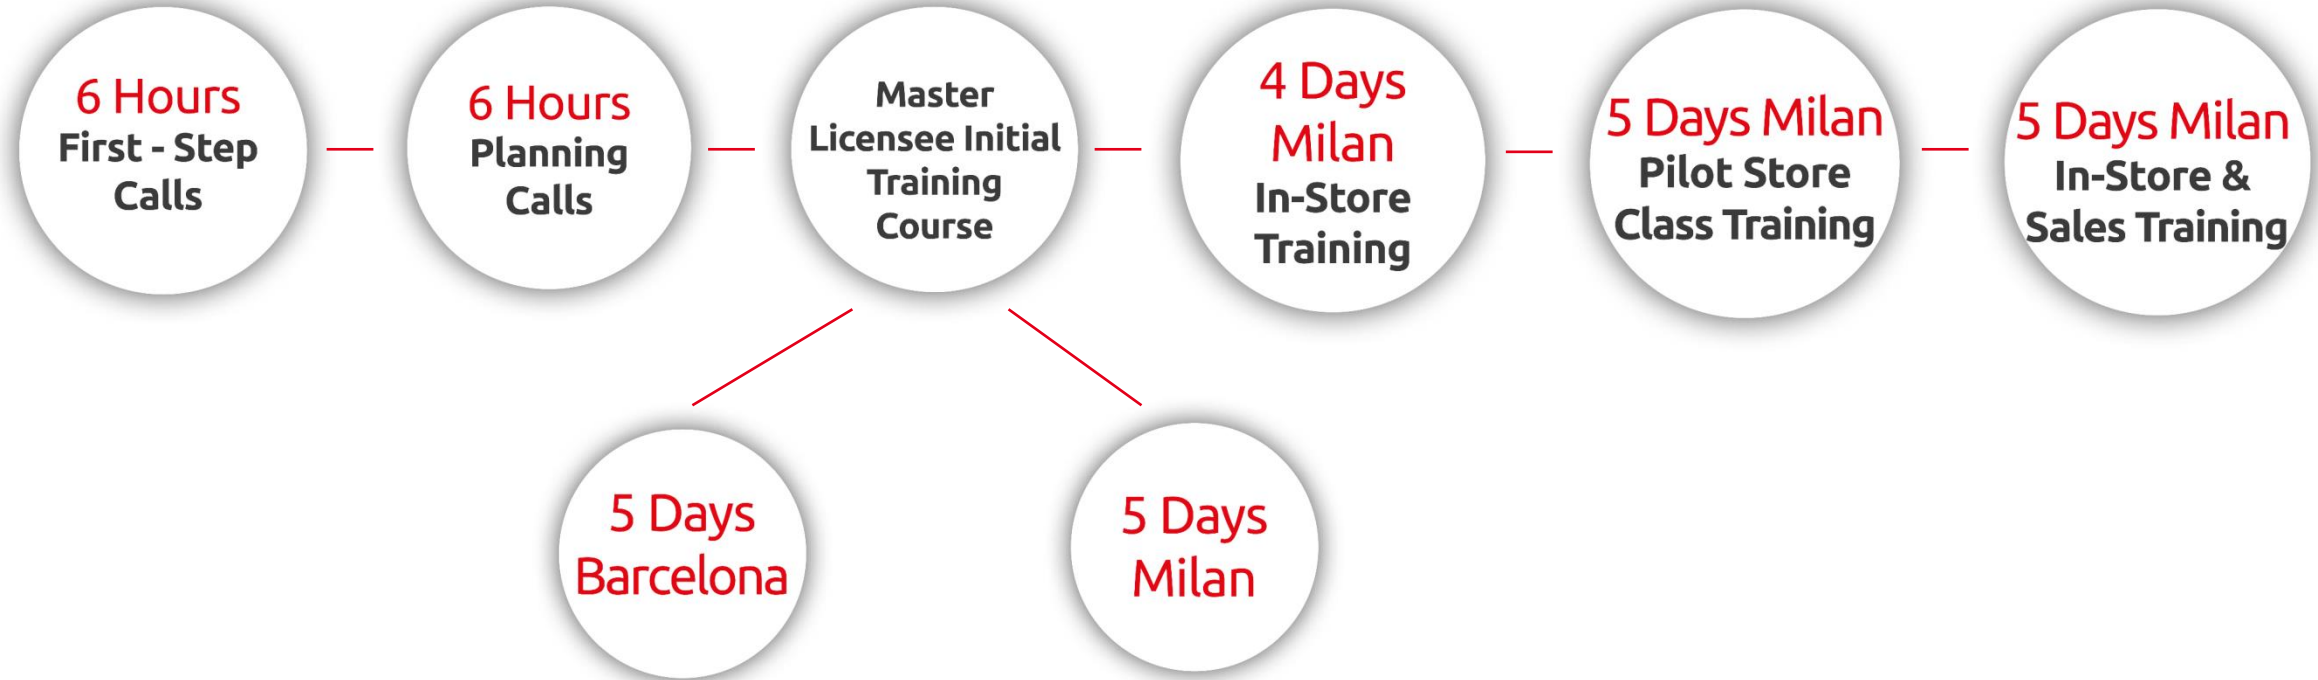 6 Hours
First - Step
Calls
6 Hours
Planning
Calls
Master
Licensee Initial
Training
Course
4 Days
Milan
In-Store
Training
5 Days Milan
Pilot Store
Class Training
5 Days Milan
In-Store &
Sales Training
5 Days
Barcelona
5 Days
Milan